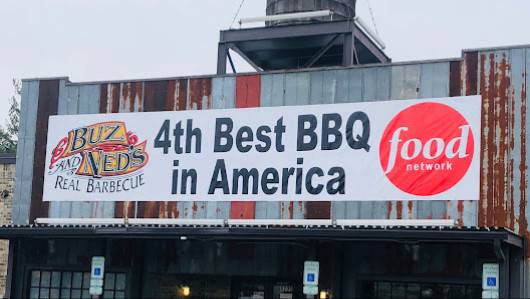 BUZ
AND NED'S
REAL BARBECUE
4th Best BBQ
in America
food
network